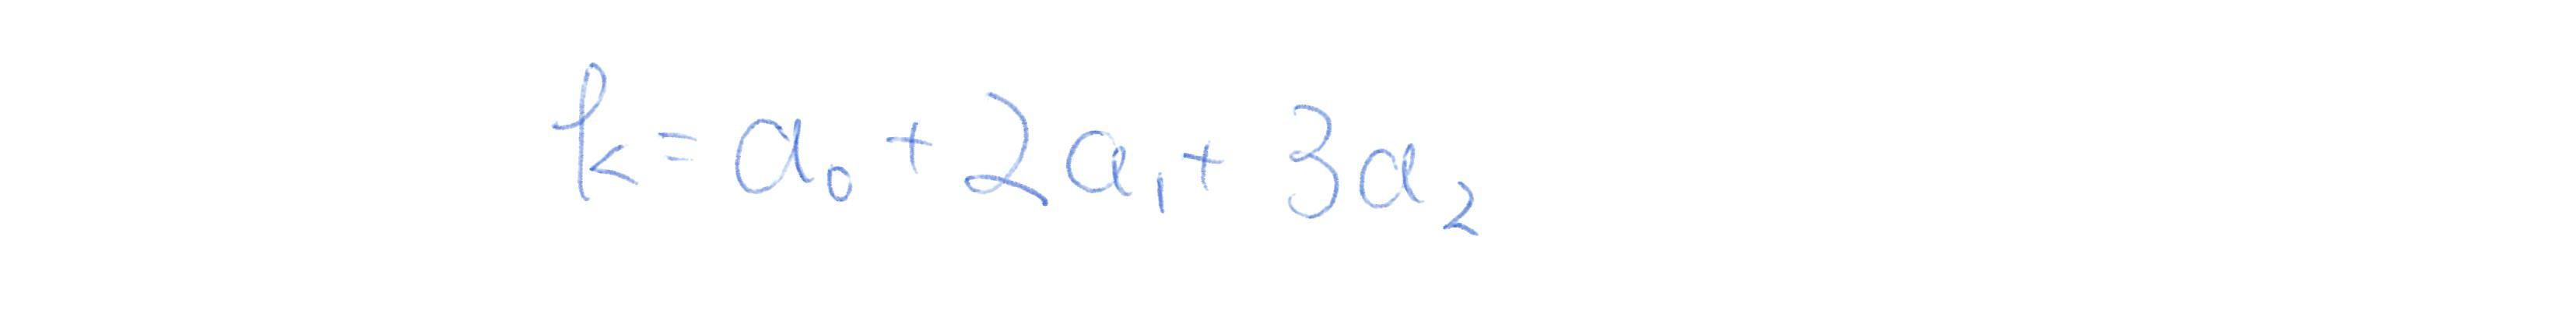 k = a₀ + 2a₁ + 3a₂